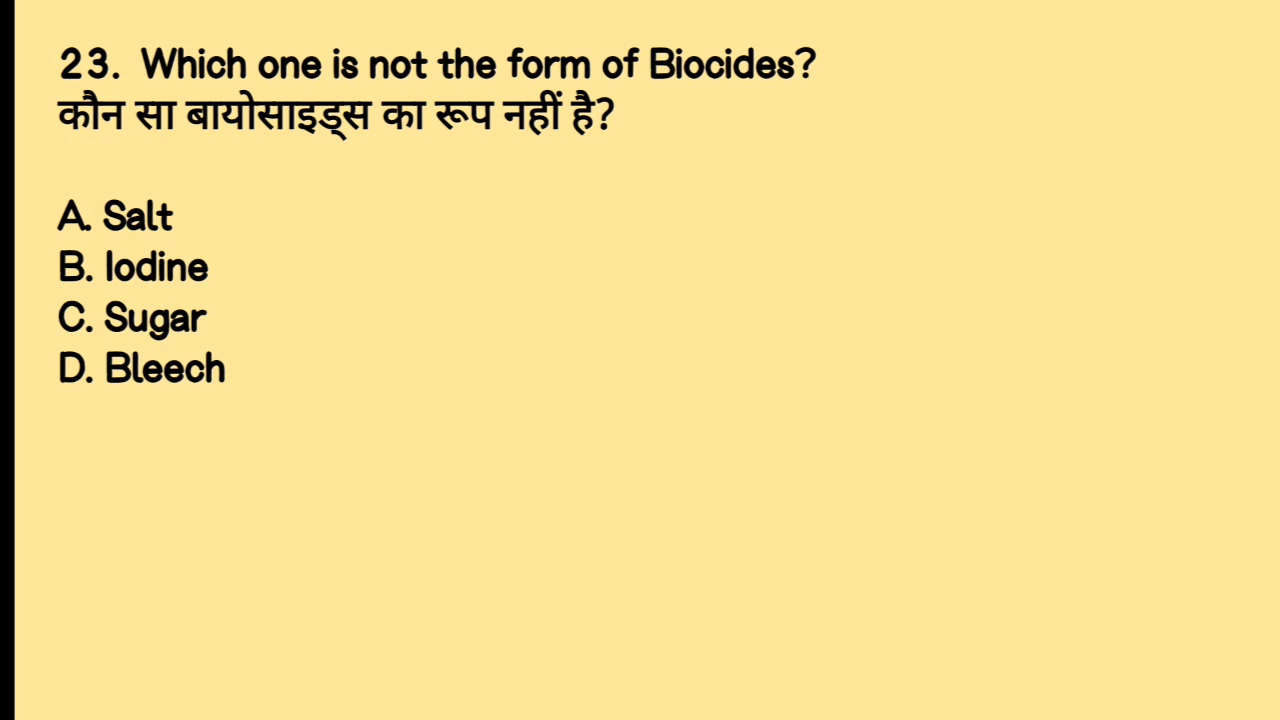 23. Which one is not the form of Biocides?
कौन सा बायोसाइड्स का रूप नहीं है?
A. Salt
B. Iodine
C. Sugar
D. Bleech